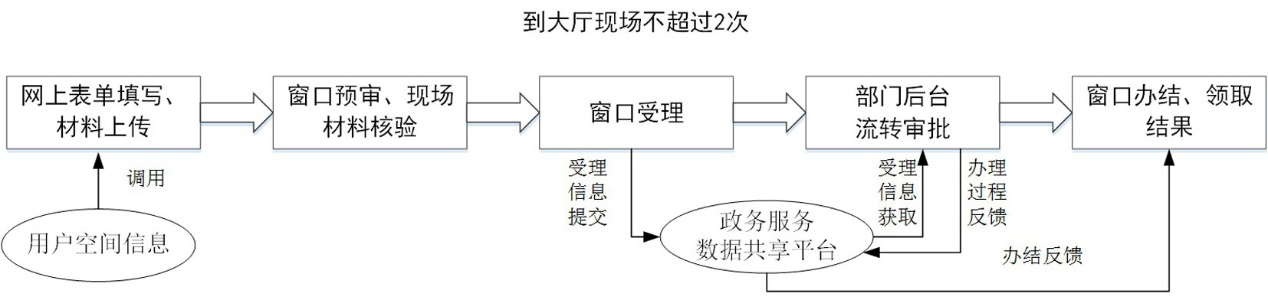 到大厅现场不超过2次
网上表单填写、
材料上传
窗口预审、现场
材料核验
窗口受理
部门后台
流转审批
窗口办结、领取
结果
调用
受理
信息
提交
受理
信息
获取
办理
过程
反馈
用户空间信息
政务服务
数据共享平台
办结反馈